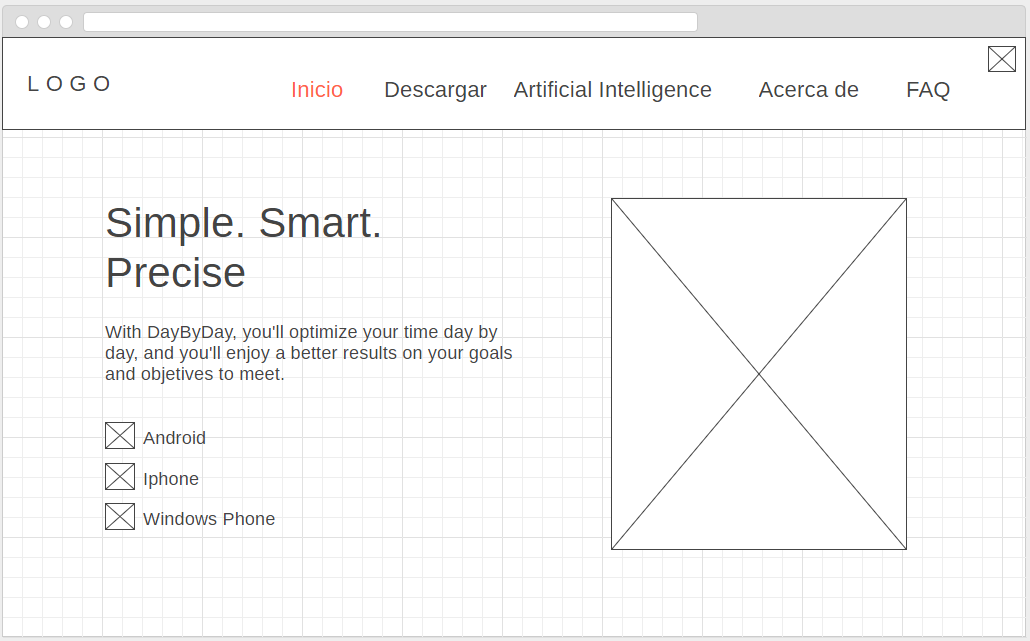 LOGO
Inicio Descargar Artificial Intelligence Acerca de FAQ
Simple. Smart.
Precise
With DayByDay, you'll optimize your time day by
day, and you'll enjoy a better results on your goals
and objetives to meet.
Android
Iphone
Windows Phone